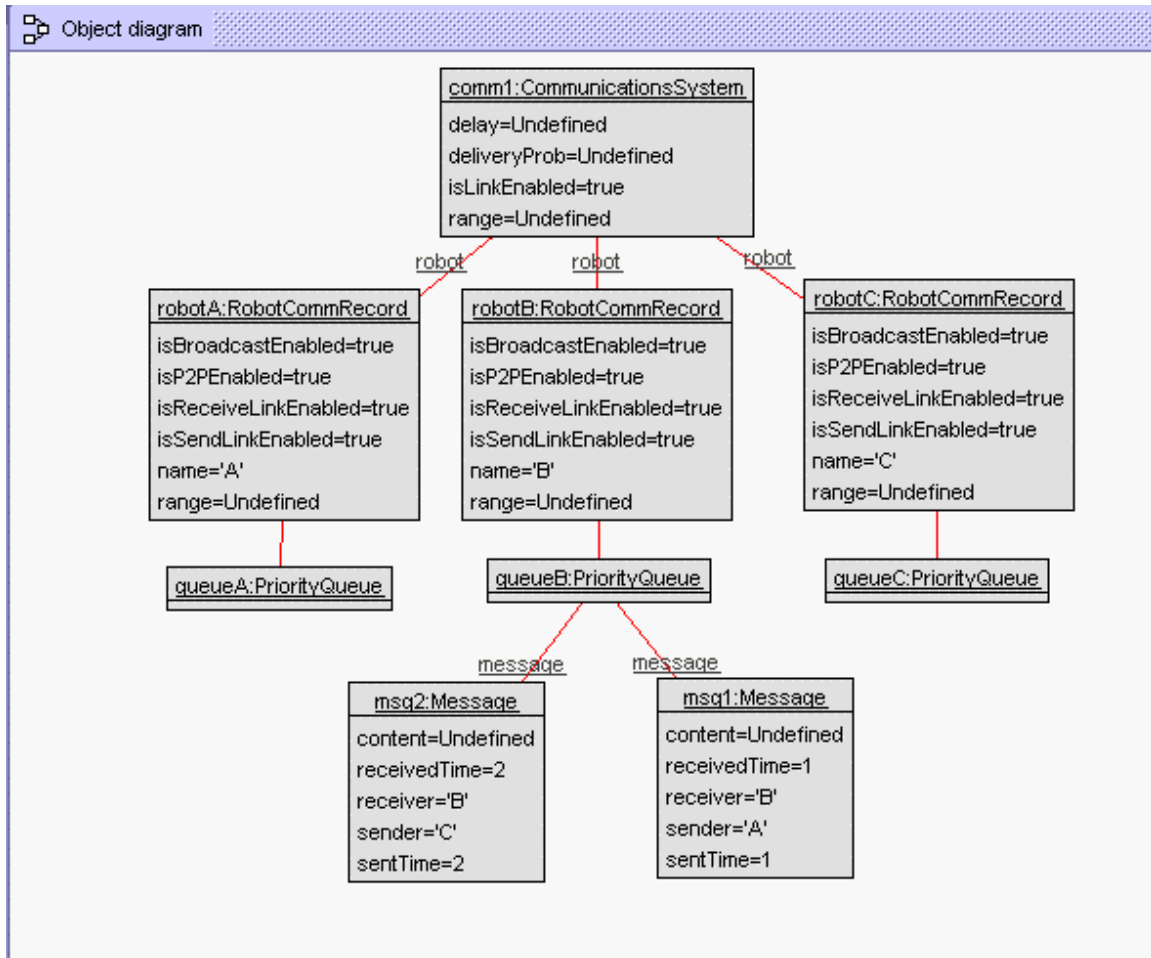 Object diagram
comm1:CommunicationsSystem
delay=Undefined
deliveryProb=Undefined
isLinkEnabled=true
range=Undefined
robot
robot
robot
robotA:RobotCommRecord
isBroadcastEnabled=true
isP2PEnabled=true
isReceiveLinkEnabled=true
isSendLinkEnabled=true
name='A'
range=Undefined
robotB:RobotCommRecord
isBroadcastEnabled=true
isP2PEnabled=true
isReceiveLinkEnabled=true
isSendLinkEnabled=true
name='B'
range=Undefined
robotC:RobotCommRecord
isBroadcastEnabled=true
isP2PEnabled=true
isReceiveLinkEnabled=true
isSendLinkEnabled=true
name='C'
range=Undefined
queueA:PriorityQueue
queueB:PriorityQueue
queueC:PriorityQueue
message
message
msg2:Message
content=Undefined
receivedTime=2
receiver='B'
sender='C'
sentTime=2
msg1:Message
content=Undefined
receivedTime=1
receiver='B'
sender='A'
sentTime=1